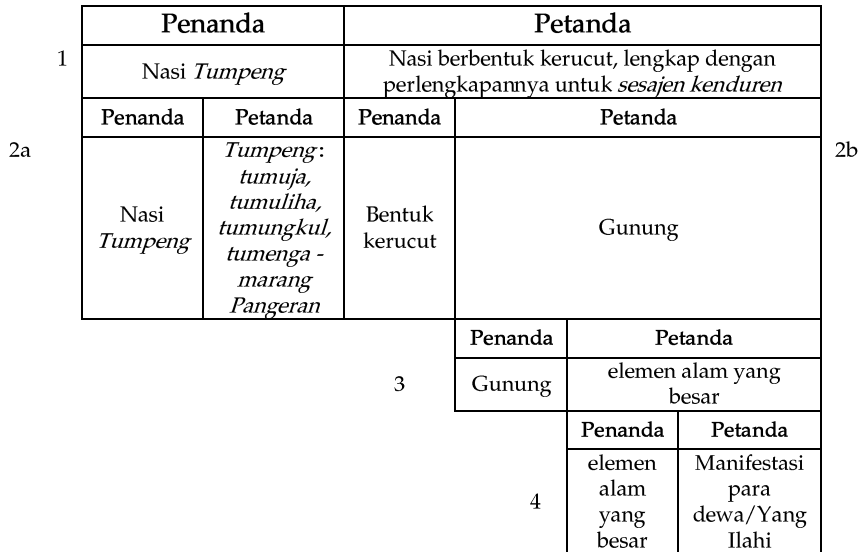 Penanda Petanda
1
Nasi Tumpeng
Nasi berbentuk kerucut, lengkap dengan
perlengkapannya untuk sesajen kenduren
Penanda Petanda Penanda Petanda
2a
Nasi
Tumpeng
Tumpeng:
tumuja,
tumuliha,
tumungkul,
tumenga -
marang
Pangeran
Bentuk
kerucut
Gunung
2b
Penanda Petanda
3
Gunung
elemen alam yang
besar
Penanda Petanda
4
elemen
alam
yang
besar
Manifestasi
para
dewa/Yang
Ilahi